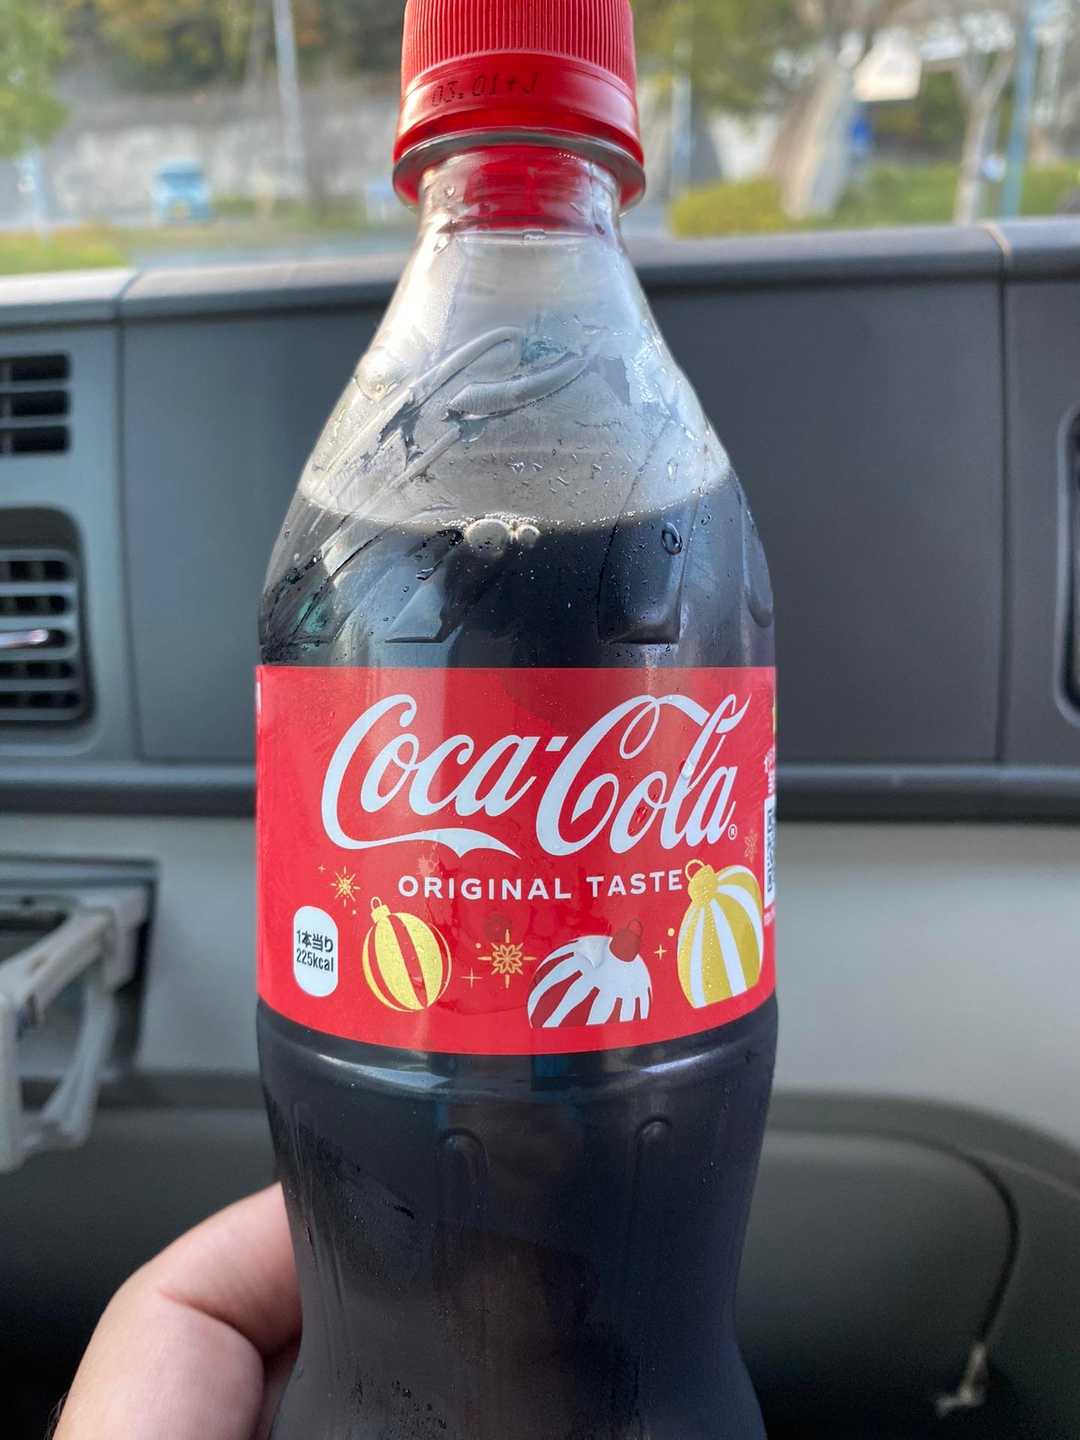 Coca-Cola®
ORIGINAL TASTE
1本当り
225kcal